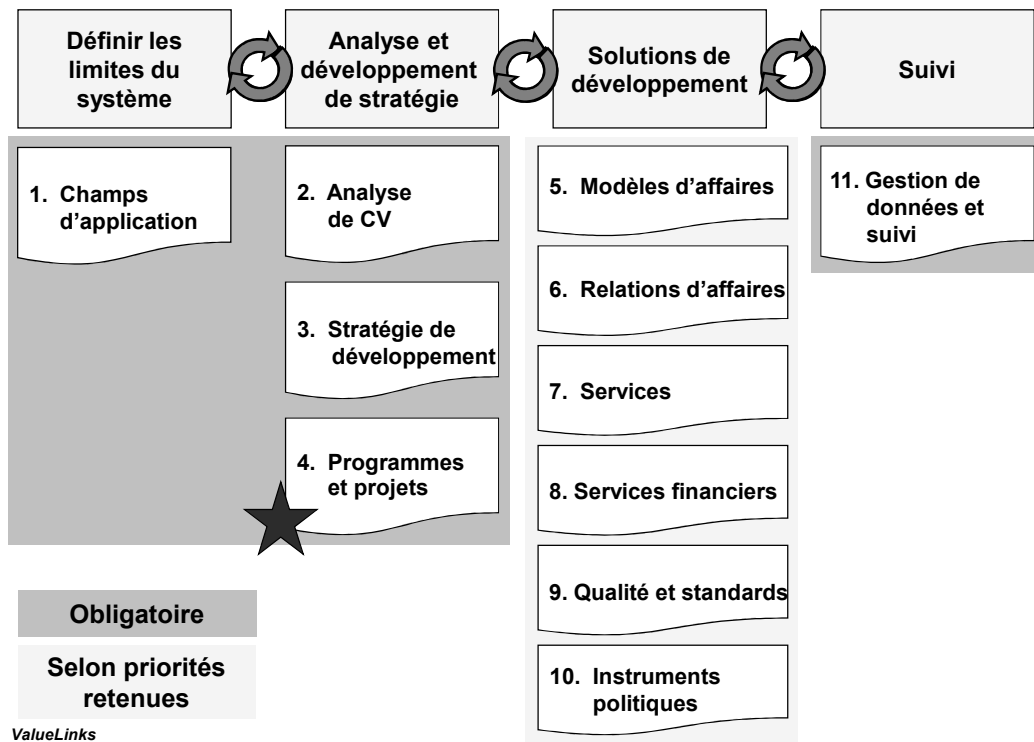 Définir les
limites du
système
Analyse et
développement
de stratégie
Solutions de
développement
Suivi
1. Champs
d’application
2. Analyse
de CV
3. Stratégie de
développement
4. Programmes
et projets
5. Modèles d’affaires
6. Relations d’affaires
7. Services
8. Services financiers
9. Qualité et standards
10. Instruments
politiques
11. Gestion de
données et
suivi
Obligatoire
Selon priorités
retenues
ValueLinks